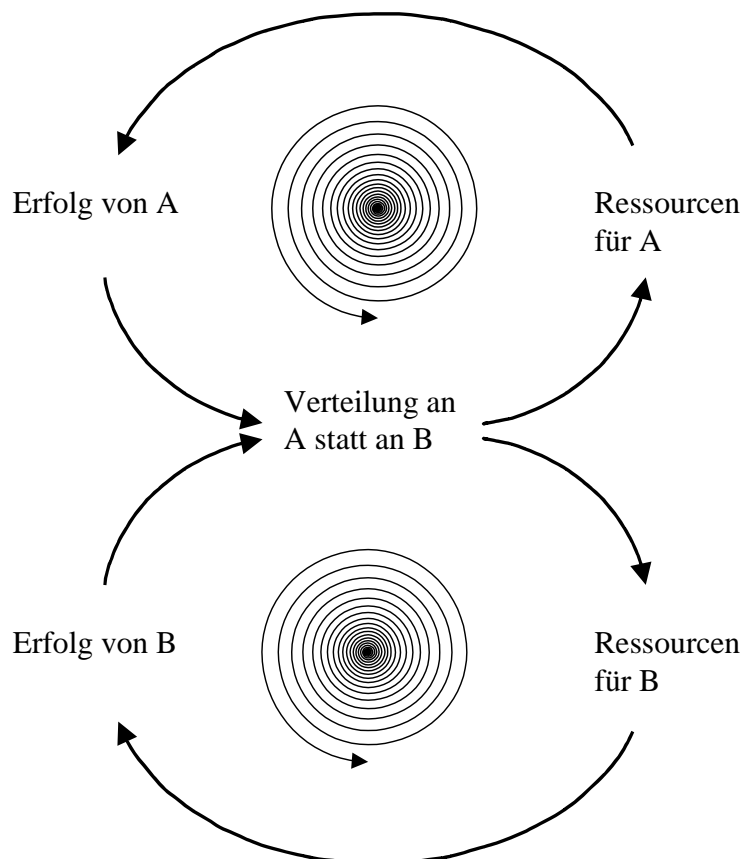 Erfolg von A
Ressourcen
für A
Verteilung an
A statt an B
Erfolg von B
Ressourcen
für B